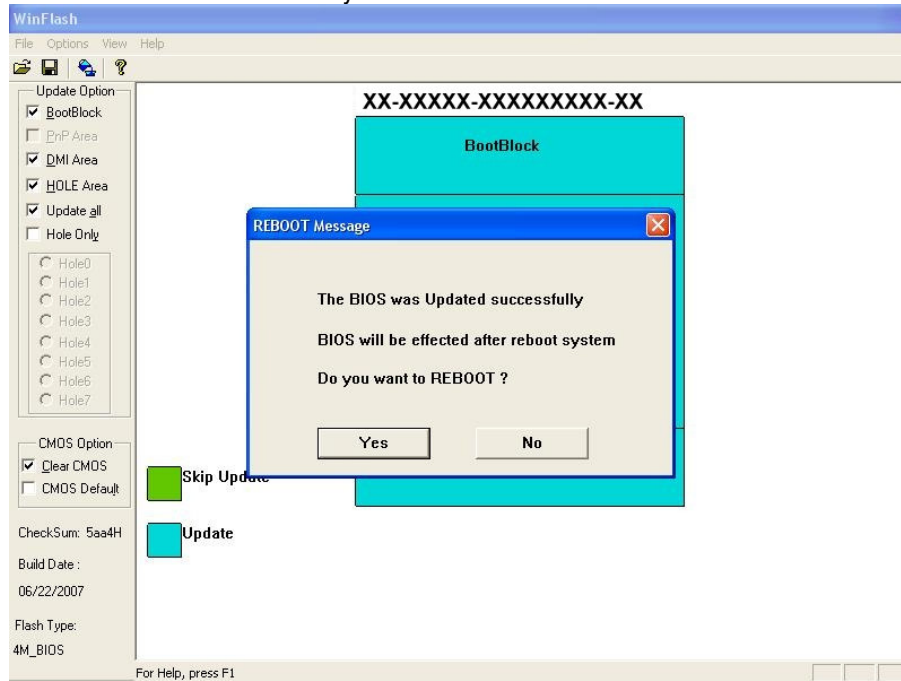 WinFlash
File Options View Help
Update Option
BootBlock
PnP Area
DMI Area
HOLE Area
Update all
Hole Only
Hole0
Hole1
Hole2
Hole3
Hole4
Hole5
Hole6
Hole7
CMOS Option
Clear CMOS
CMOS Default
CheckSum: 5aa4H
Build Date :
06/22/2007
Flash Type:
4M_BIOS
XX-XXXXX-XXXXXXXXX-XX
BootBlock
REBOOT Message
The BIOS was Updated successfully
BIOS will be effected after reboot system
Do you want to REBOOT ?
Yes No
Skip Update
Update
For Help, press F1